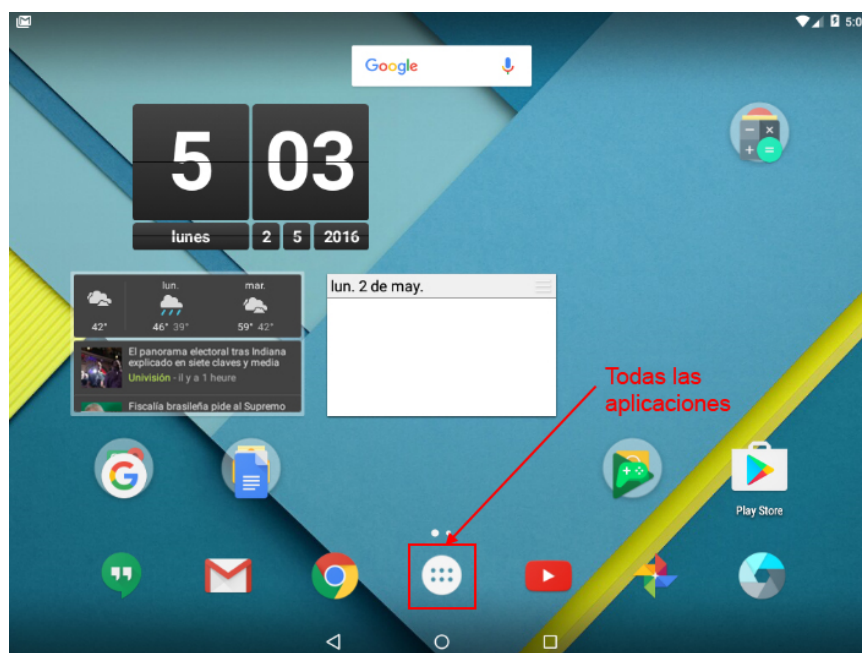 5:0
Google
5 03
lunes 2 5 2016
lun. mar.
42° 46° 39° 59° 42°
El panorama electoral tras Indiana
explicado en siete claves y media
Univisión - il y a 1 heure
Fiscalía brasileña pide al Supremo
lun. 2 de may.
Todas las
aplicaciones
Play Store